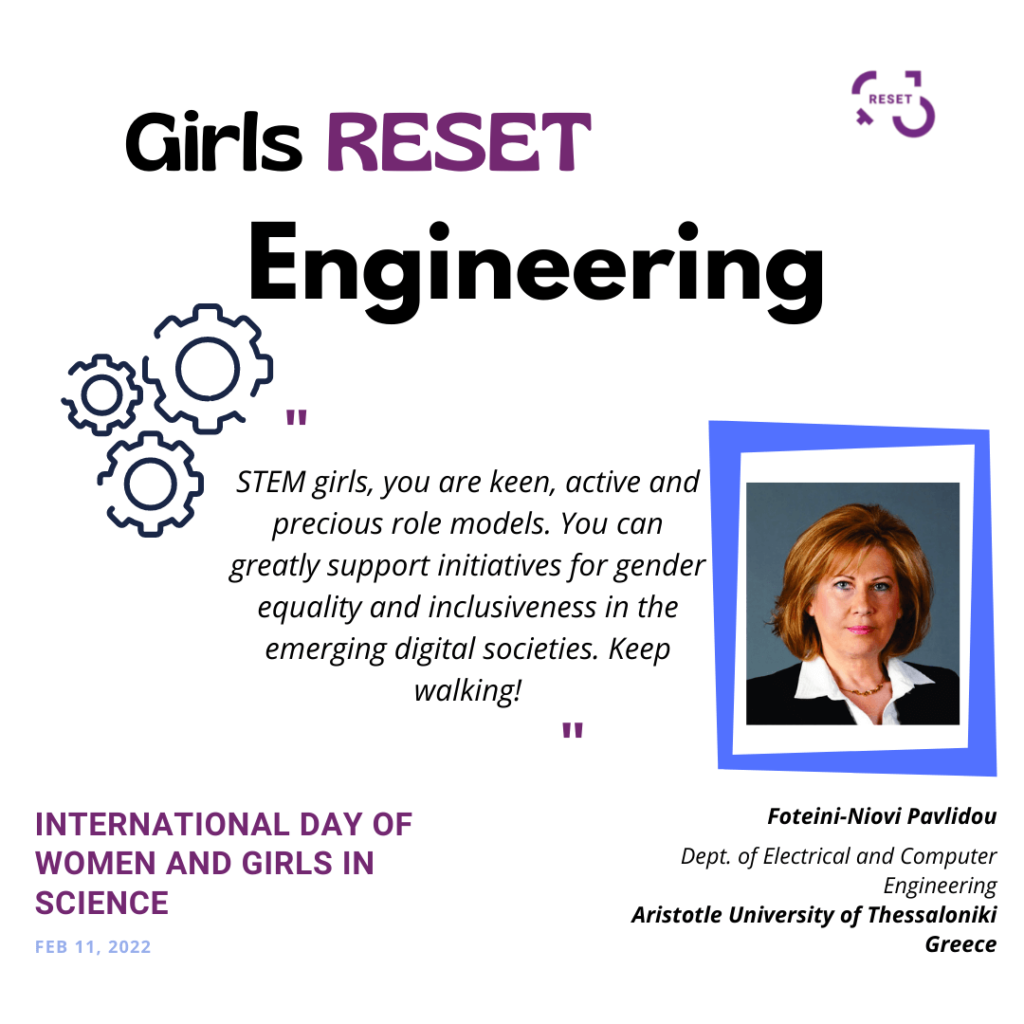 RESET
Girls RESET
Engineering
"
STEM girls, you are keen, active and
precious role models. You can
greatly support initiatives for gender
equality and inclusiveness in the
emerging digital societies. Keep
walking!
"
INTERNATIONAL DAY OF
WOMEN AND GIRLS IN
SCIENCE
FEB 11, 2022
Foteini-Niovi Pavlidou
Dept. of Electrical and Computer
Engineering
Aristotle University of Thessaloniki
Greece